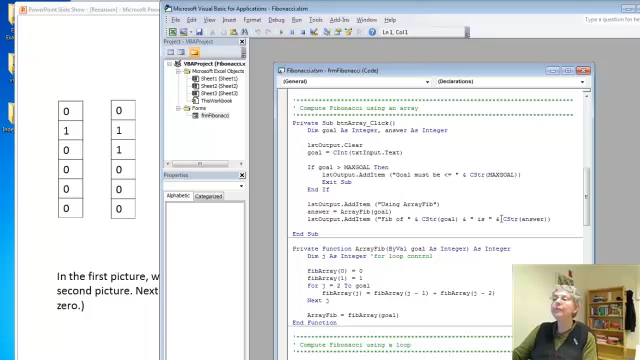 PowerPoint Slide Show - [Recursion] - Microsoft Pow
Microsoft Visual Basic for Applications - Fibonacci.xlsm
File Edit View Insert Format Debug Run Tools Add-Ins Window Help
Type a question for he
Ln 1, Col 1
Project - VBAProject
VBAProject (Fibonacci.x
Microsoft Excel Objects
Sheet1 (Sheet1)
Sheet2 (Sheet2)
Sheet3 (Sheet3)
ThisWorkbook
Forms
frmFibonacci
Properties
Alphabetic Categorized
Fibonacci.xlsm - frmFibonacci (Code)
(General) (Declarations)
' Compute Fibonacci using an array
Private Sub btnArray_Click()
Dim goal As Integer, answer As Integer
lstOutput.Clear
goal = CInt(txtInput.Text)
If goal > MAXGOAL Then
lstOutput.AddItem ("Goal must be <= " & CStr(MAXGOAL))
Exit Sub
End If
lstOutput.AddItem ("Using ArrayFib")
answer = ArrayFib(goal)
lstOutput.AddItem ("Fib of " & CStr(goal) & " is " & CStr(answer))
End Sub
Private Function ArrayFib(ByVal goal As Integer) As Integer
Dim j As Integer 'for loop control
fibArray(0) = 0
fibArray(1) = 1
For j = 2 To goal
fibArray(j) = fibArray(j - 1) + fibArray(j - 2)
Next j
ArrayFib = fibArray(goal)
End Function
' Compute Fibonacci using a loop
0 0
1 1
0 1
0 0
0 0
0 0
In the first picture, w
second picture. Next
zero.)